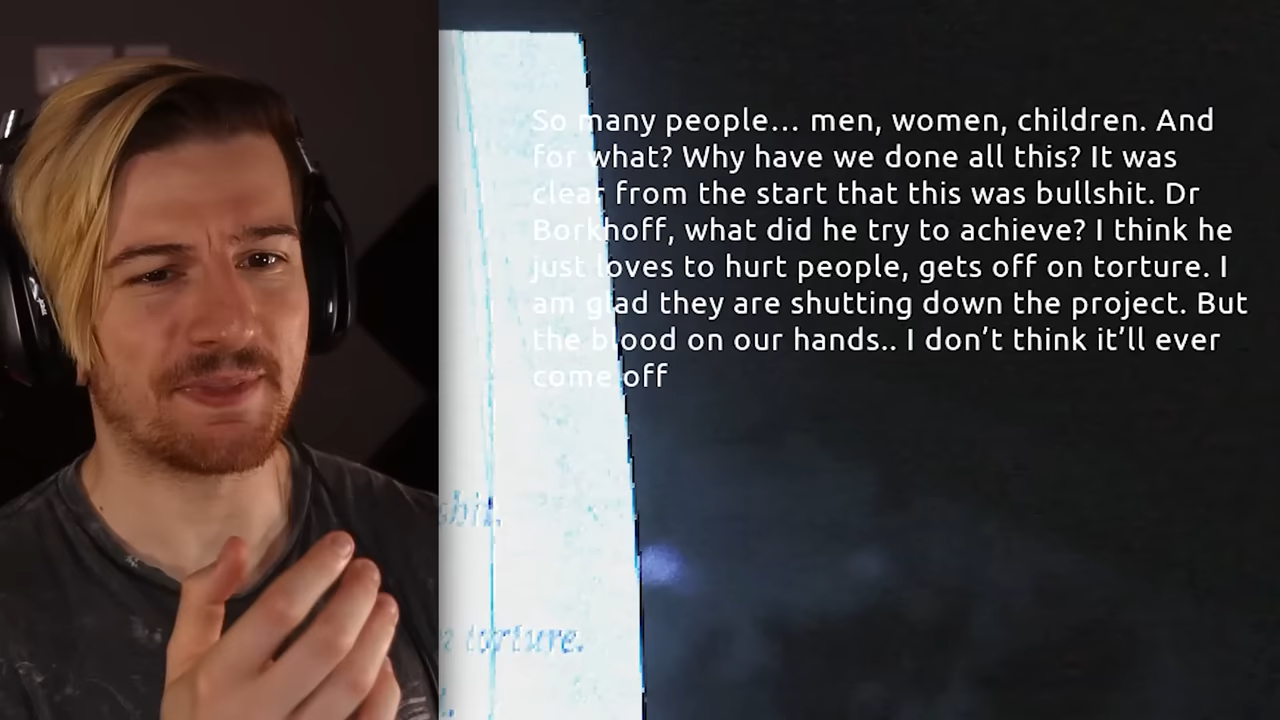 So many people... men, women, children. And
for what? Why have we done all this? It was
clear from the start that this was bullshit. Dr
Borkhoff, what did he try to achieve? I think he
just loves to hurt people, gets off on torture. I
am glad they are shutting down the project. But
the blood on our hands.. I don’t think it’ll ever
come off
torture.